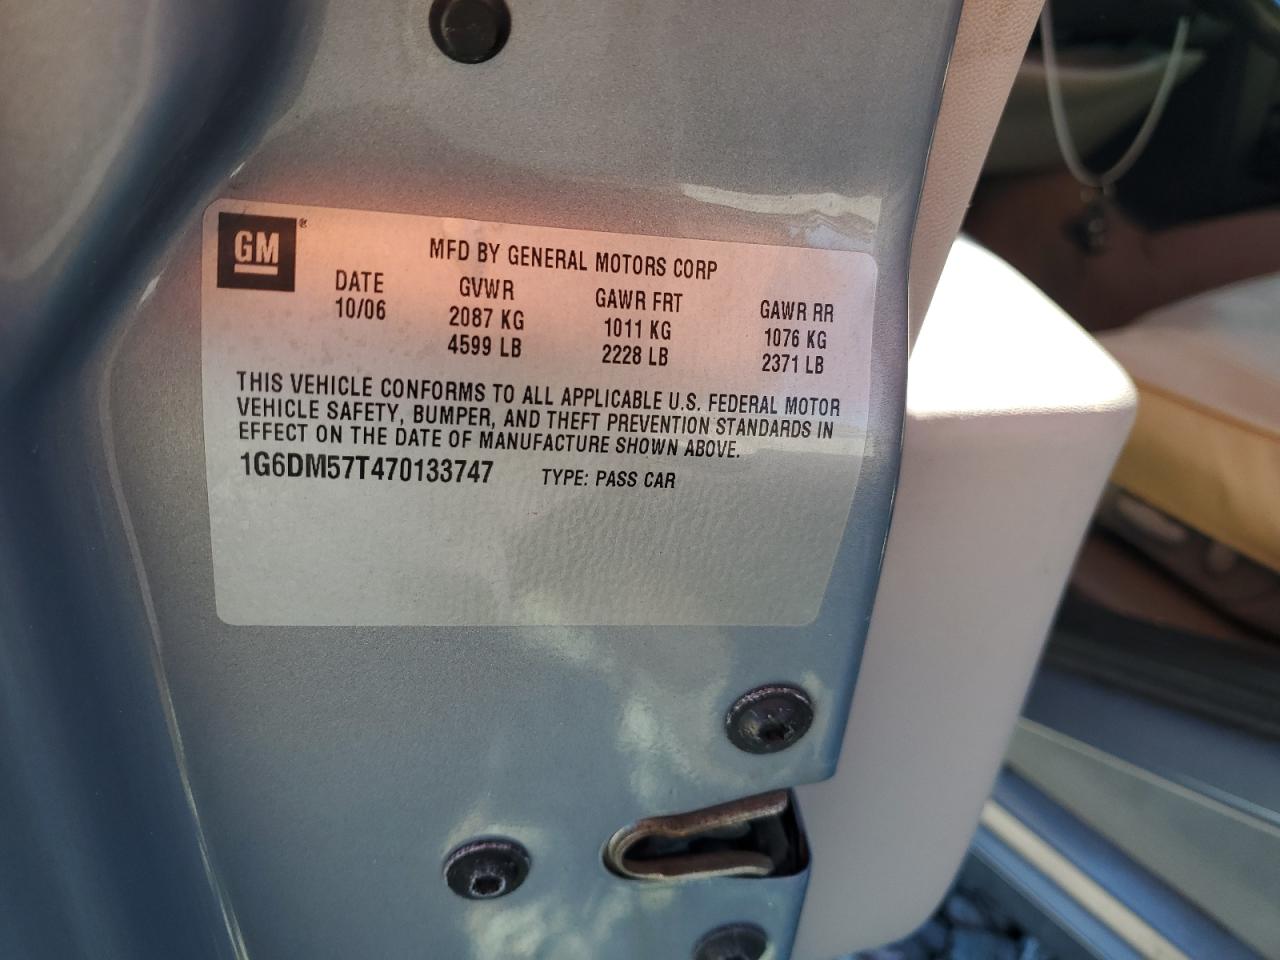 GM®
MFD BY GENERAL MOTORS CORP
DATE GVWR GAWR FRT GAWR RR
10/06 2087 KG 1011 KG 1076 KG
4599 LB 2228 LB 2371 LB
THIS VEHICLE CONFORMS TO ALL APPLICABLE U.S. FEDERAL MOTOR
VEHICLE SAFETY, BUMPER, AND THEFT PREVENTION STANDARDS IN
EFFECT ON THE DATE OF MANUFACTURE SHOWN ABOVE.
1G6DM57T470133747 TYPE: PASS CAR